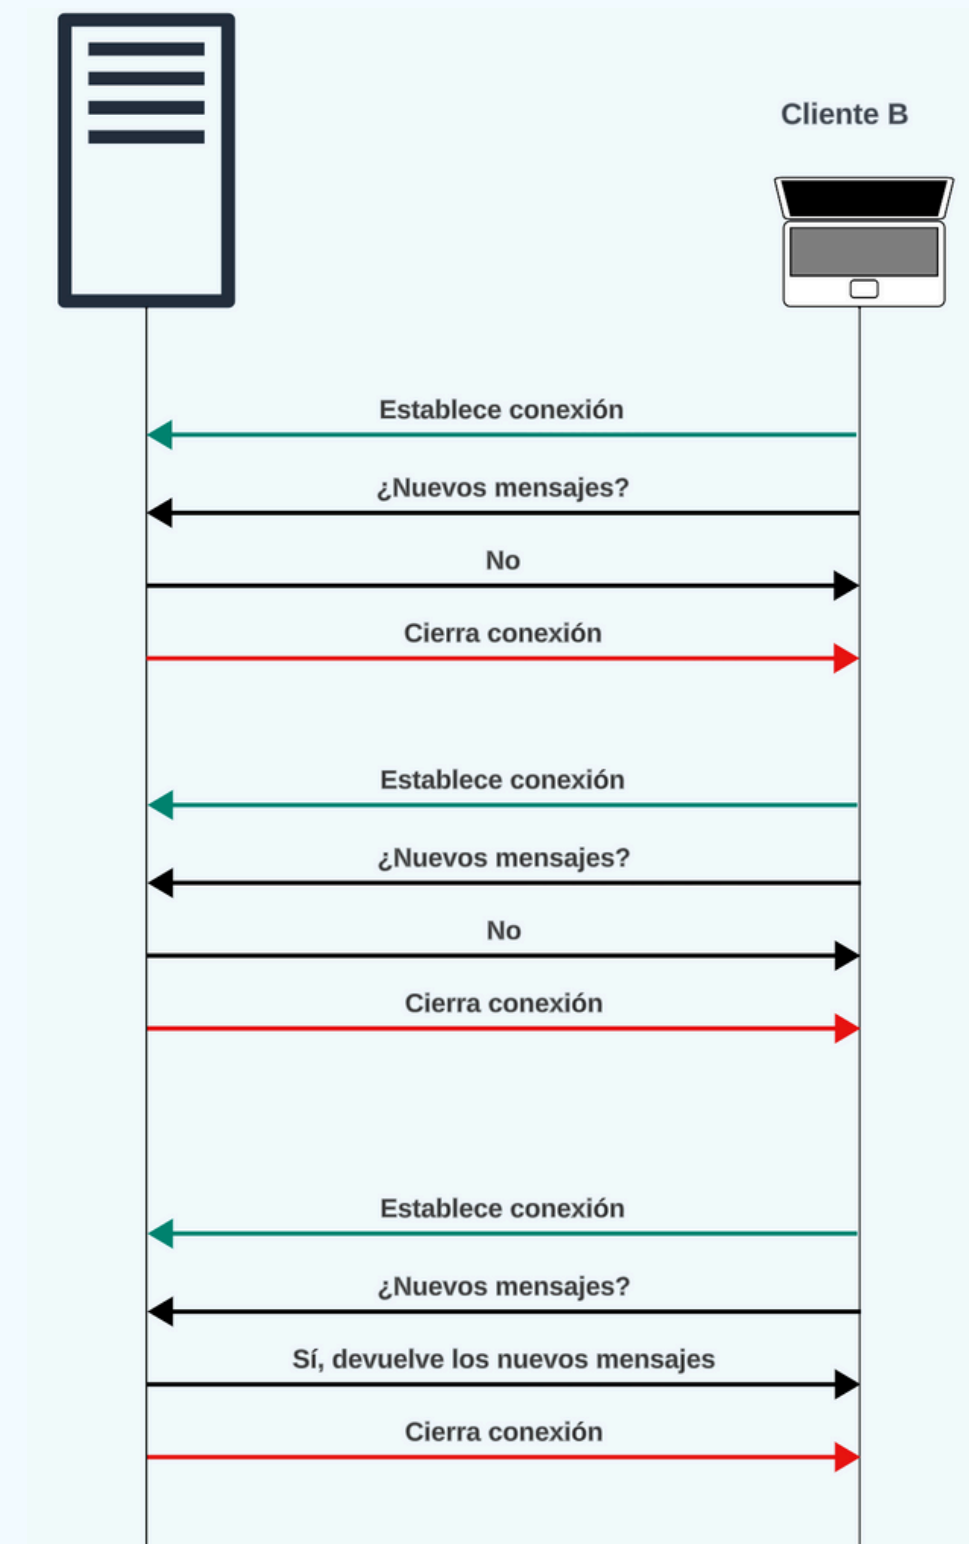 Cliente B
Establece conexión
¿Nuevos mensajes?
No
Cierra conexión
Establece conexión
¿Nuevos mensajes?
No
Cierra conexión
Establece conexión
¿Nuevos mensajes?
Sí, devuelve los nuevos mensajes
Cierra conexión